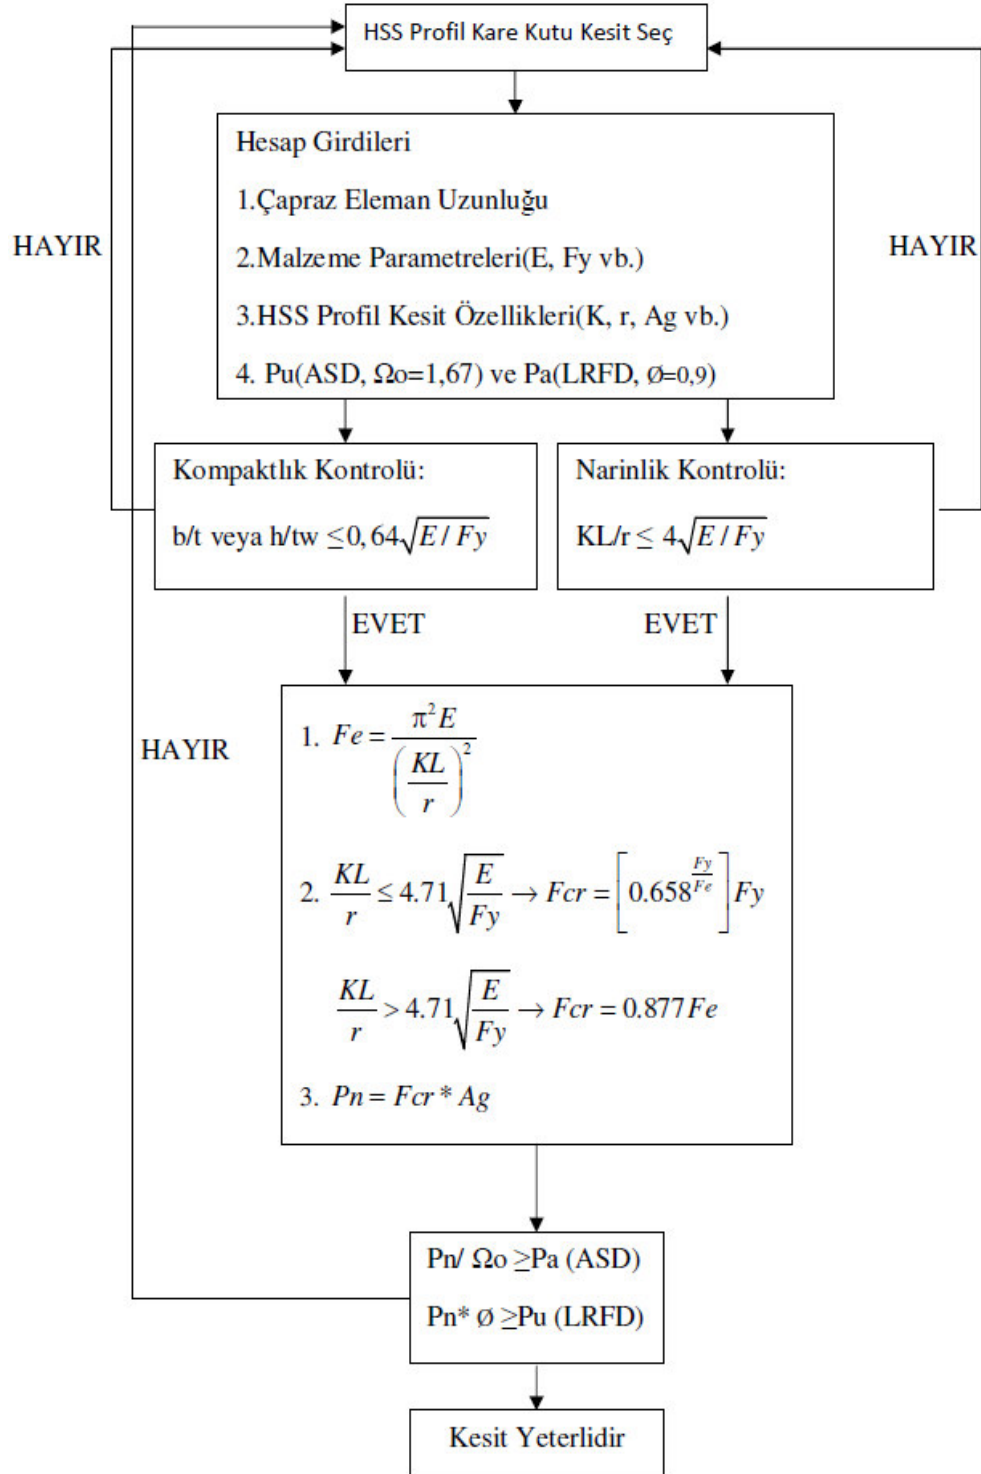 HSS Profil Kare Kutu Kesit Seç
Hesap Girdileri
1.Çapraz Eleman Uzunluğu
HAYIR
HAYIR
2.Malzeme Parametreleri(E, Fy vb.)
3.HSS Profil Kesit Özellikleri(K, r, Ag vb.)
4. Pu(ASD, Ωo=1,67) ve Pa(LRFD, Ø=0,9)
Kompaktlık Kontrolü:
b/t veya h/tw ≤0,64√E / Fy
Narinlik Kontrolü:
KL/r ≤ 4√E / Fy
EVET
EVET
HAYIR
1. Fe = π²E / (KL/r)²
2. KL/r ≤ 4.71√(E/Fy) → Fcr = [0.658^(Fy/Fe)] Fy
KL/r > 4.71√(E/Fy) → Fcr = 0.877Fe
3. Pn = Fcr * Ag
Pn/ Ωo ≥Pa (ASD)
Pn* Ø ≥Pu (LRFD)
Kesit Yeterlidir